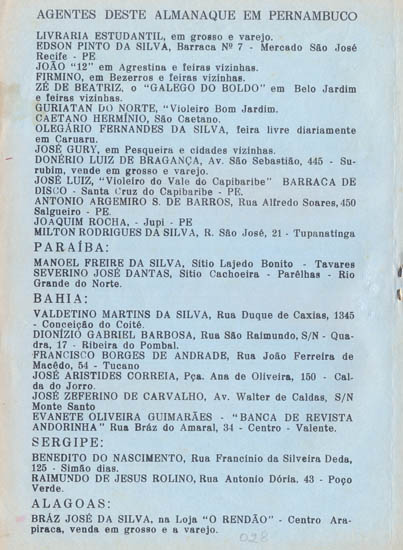 AGENTES DESTE ALMANAQUE EM PERNAMBUCO
LIVRARIA ESTUDANTIL, em grosso e varejo.
EDSON PINTO DA SILVA, Barraca Nº 7 - Mercado São José
Recife - PE
JOÃO "12" em Agrestina e feiras vizinhas.
FIRMINO, em Bezerros e feiras vizinhas.
ZÉ DE BEATRIZ, o "GALEGO DO BOLDO" em Belo Jardim
e feiras vizinhas.
GURIATAN DO NORTE, "Violeiro Bom Jardim.
CAETANO HERMÍNIO, São Caetano.
OLEGÁRIO FERNANDES DA SILVA, feira livre diariamente
em Caruaru.
JOSÉ GURY, em Pesqueira e cidades vizinhas.
DONÉRIO LUIZ DE BRAGANÇA, Av. São Sebastião, 445 - Su-
rubim, vende em grosso e varejo.
JOSÉ LUIZ, "Violeiro do Vale do Capibaribe" BARRACA DE
DISCO - Santa Cruz do Capibaribe - PE.
ANTONIO ARGEMIRO S. DE BARROS, Rua Alfredo Soares, 450
Salgueiro - PE.
JOAQUIM ROCHA, - Jupi - PE
MILTON RODRIGUES DA SILVA, R. São José, 21 - Tupanatinga
PARAÍBA:
MANOEL FREIRE DA SILVA, Sítio Lajedo Bonito - Tavares
SEVERINO JOSÉ DANTAS, Sítio Cachoeira - Parêlhas - Rio
Grande do Norte.
BAHIA:
VALDETINO MARTINS DA SILVA, Rua Duque de Caxias, 1345
- Conceição do Coité.
DIONÍZIO GABRIEL BARBOSA, Rua São Raimundo, S/N - Qua-
dra, 17 - Ribeira do Pombal.
FRANCISCO BORGES DE ANDRADE, Rua João Ferreira de
Macêdo, 54 - Tucano
JOSÉ ARISTIDES CORREIA, Pça. Ana de Oliveira, 150 - Cal-
da do Jorro.
JOSÉ ZEFERINO DE CARVALHO, Av. Walter de Caldas, S/N
Monte Santo
EVANETE OLIVEIRA GUIMARÃES - "BANCA DE REVISTA
ANDORINHA" Rua Bráz do Amaral, 34 - Centro - Valente.
SERGIPE:
BENEDITO DO NASCIMENTO, Rua Francinio da Silveira Deda,
125 - Simão dias.
RAIMUNDO DE JESUS ROLINO, Rua Antonio Dória, 43 - Poço
Verde.
ALAGOAS:
BRÁZ JOSÉ DA SILVA, na Loja "O RENDÃO" - Centro Ara-
piraca, venda em grosso e a varejo.
028